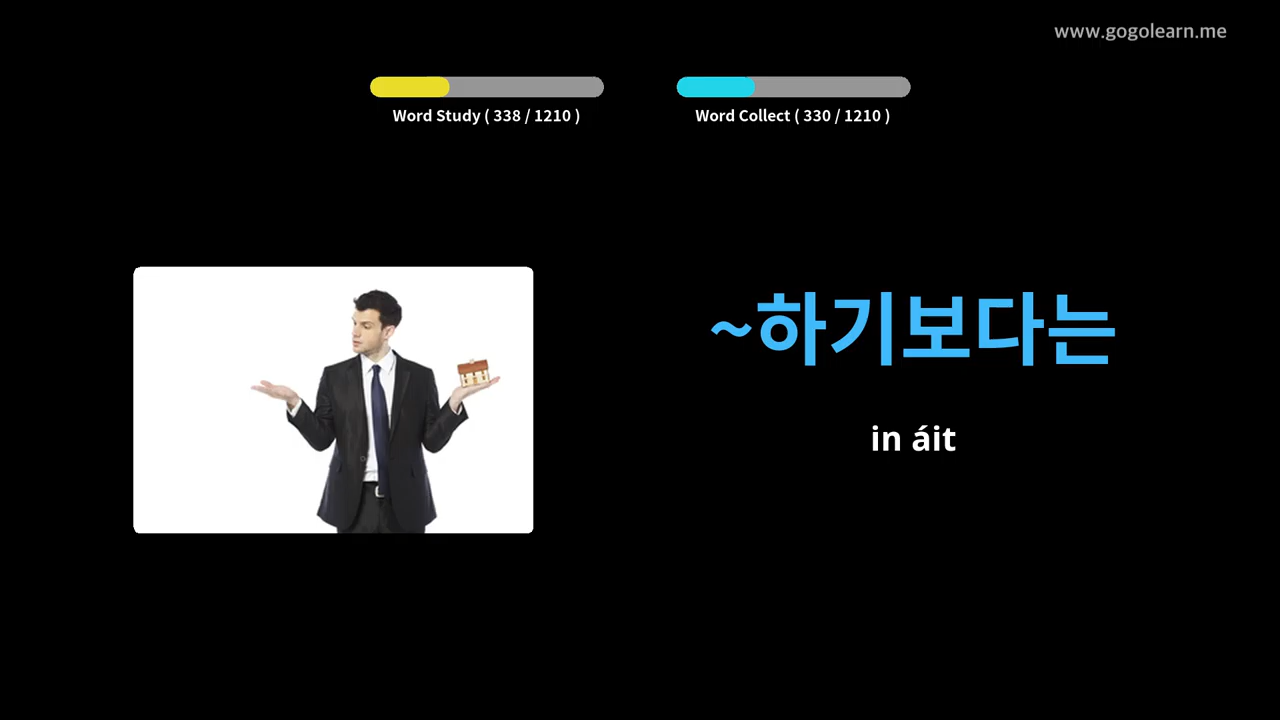 www.gogolearn.me
Word Study ( 338 / 1210 )
Word Collect ( 330 / 1210 )
~하기보다는
in áit